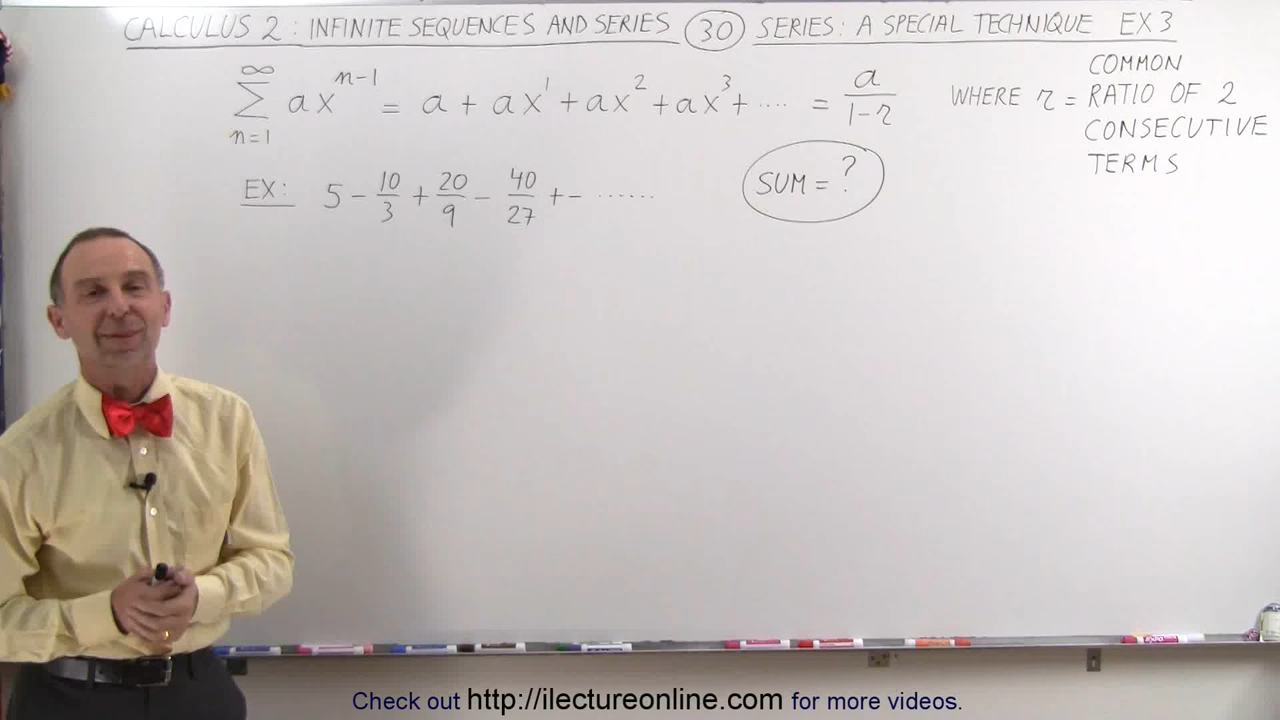 CALCULUS 2: INFINITE SEQUENCES AND SERIES 30 SERIES: A SPECIAL TECHNIQUE EX 3
∞ ∑ n=1 ax^(n-1) = a + ax^1 + ax^2 + ax^3 + .... = a/(1-r) WHERE r = COMMON
RATIO OF 2
CONSECUTIVE
TERMS
EX: 5 - 10/3 + 20/9 - 40/27 + - ...... SUM = ?
Check out http://ilectureonline.com for more videos.